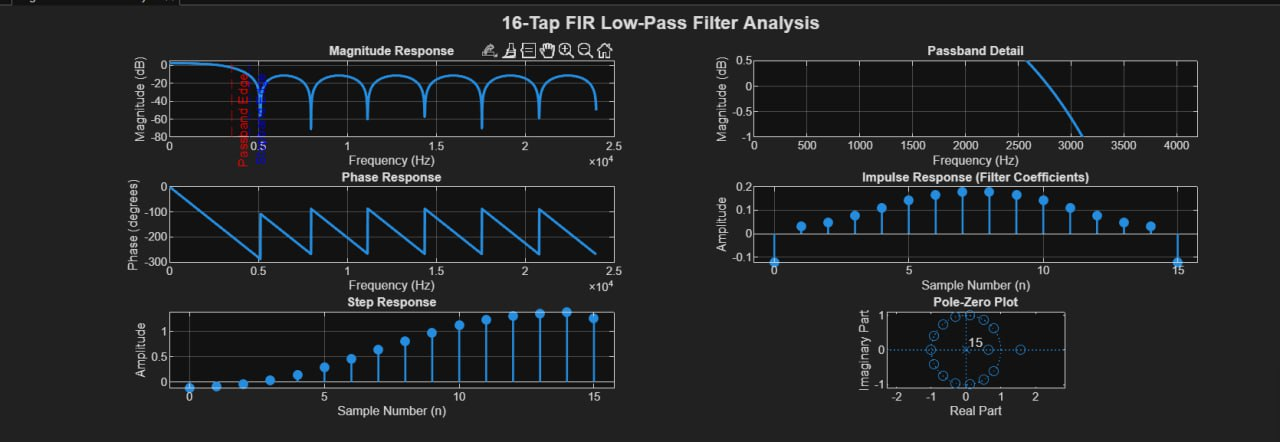 16-Tap FIR Low-Pass Filter Analysis
Magnitude Response
Magnitude (dB)
0
-20
-40
-60
-80
Passband Edge
0 0.5 1 1.5 2 2.5
×10⁴
Frequency (Hz)
Passband Detail
Magnitude (dB)
0.5
0
-0.5
-1
0 500 1000 1500 2000 2500 3000 3500 4000
Frequency (Hz)
Phase Response
Phase (degrees)
0
-100
-200
-300
0 0.5 1 1.5 2 2.5
×10⁴
Frequency (Hz)
Impulse Response (Filter Coefficients)
Amplitude
0.2
0.1
0
-0.1
0 5 10 15
Sample Number (n)
Step Response
Amplitude
1
0.5
0
0 5 10 15
Sample Number (n)
Pole-Zero Plot
Imaginary Part
1
0
-1
15
-2 -1 0 1 2
Real Part